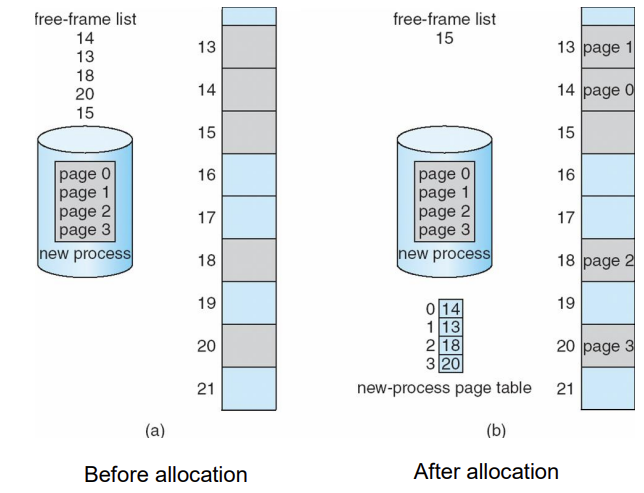 free-frame list
14
13
18
20
15
13
14
15
16
17
18
19
20
21
page 0
page 1
page 2
page 3
new process
(a)
Before allocation
free-frame list
15
13 page 1
14 page 0
15
16
17
18 page 2
19
20 page 3
21
page 0
page 1
page 2
page 3
new process
0 14
1 13
2 18
3 20
new-process page table
(b)
After allocation